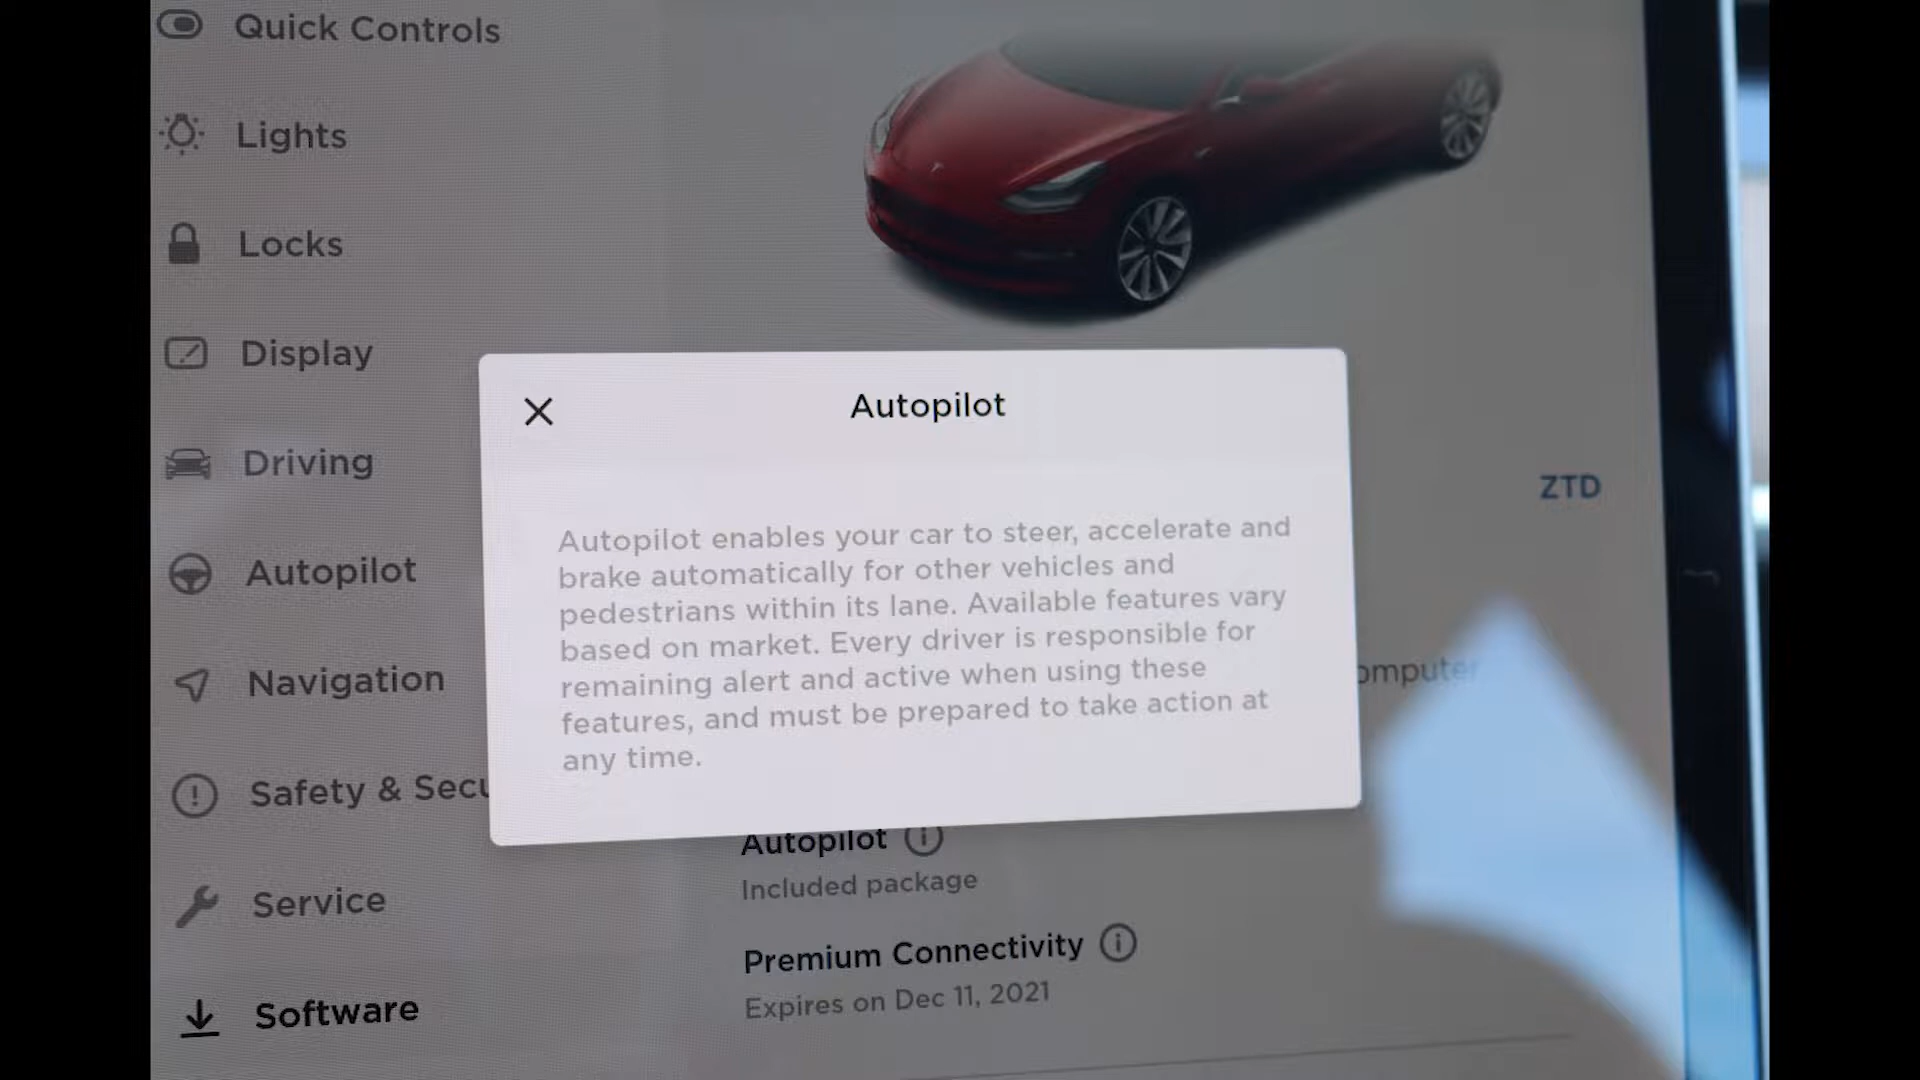 Quick Controls
Lights
Locks
Display
Driving
Autopilot
Navigation
Safety &
Service
Software
Autopilot
Autopilot enables your car to steer, accelerate and
brake automatically for other vehicles and
pedestrians within its lane. Available features vary
based on market. Every driver is responsible for
remaining alert and active when using these
features, and must be prepared to take action at
any time.
ZTD
Autopilot
Included package
Premium Connectivity
Expires on Dec 11, 2021